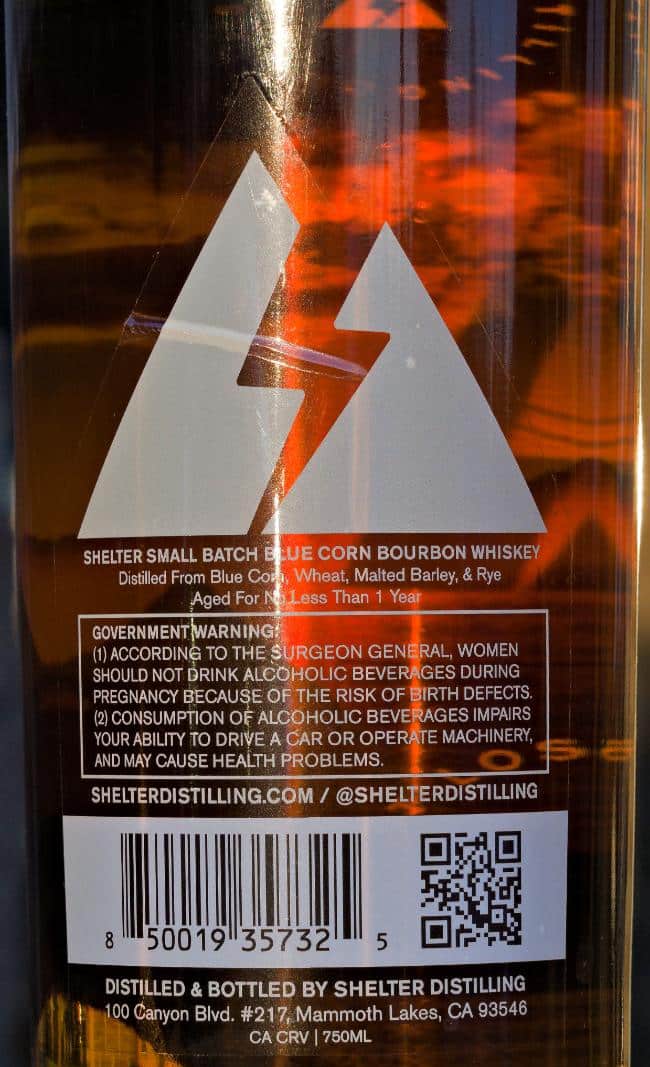 SHELTER SMALL BATCH BLUE CORN BOURBON WHISKEY
Distilled From Blue Corn, Wheat, Malted Barley, & Rye
Aged For No Less Than 1 Year
GOVERNMENT WARNING:
(1) ACCORDING TO THE SURGEON GENERAL, WOMEN
SHOULD NOT DRINK ALCOHOLIC BEVERAGES DURING
PREGNANCY BECAUSE OF THE RISK OF BIRTH DEFECTS.
(2) CONSUMPTION OF ALCOHOLIC BEVERAGES IMPAIRS
YOUR ABILITY TO DRIVE A CAR OR OPERATE MACHINERY,
AND MAY CAUSE HEALTH PROBLEMS.
SHELTERDISTILLING.COM / @SHELTERDISTILLING
8 50019 35732 5
DISTILLED & BOTTLED BY SHELTER DISTILLING
100 Canyon Blvd. #217, Mammoth Lakes, CA 93546
CA CRV | 750ML